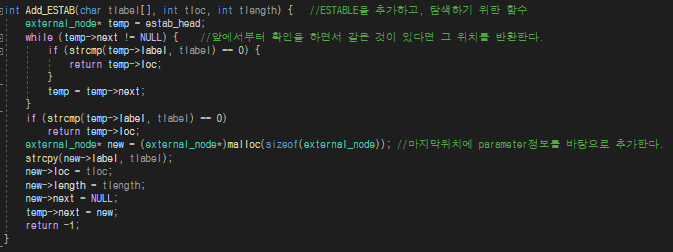 int Add_ESTAB(char tlabel[], int tloc, int tlength) {   //ESTABLE을 추가하고, 탐색하기 위한 함수
    external_node* temp = estab_head;
    while (temp->next != NULL) {    //앞에서부터 확인을 하면서 같은 것이 있다면 그 위치를 반환한다.
        if (strcmp(temp->label, tlabel) == 0) {
            return temp->loc;
        }
        temp = temp->next;
    }
    if (strcmp(temp->label, tlabel) == 0)
        return temp->loc;
    external_node* new = (external_node*)malloc(sizeof(external_node)); //마지막위치에 parameter정보를 바탕으로 추가한다.
    strcpy(new->label, tlabel);
    new->loc = tloc;
    new->length = tlength;
    new->next = NULL;
    temp->next = new;
    return -1;
}